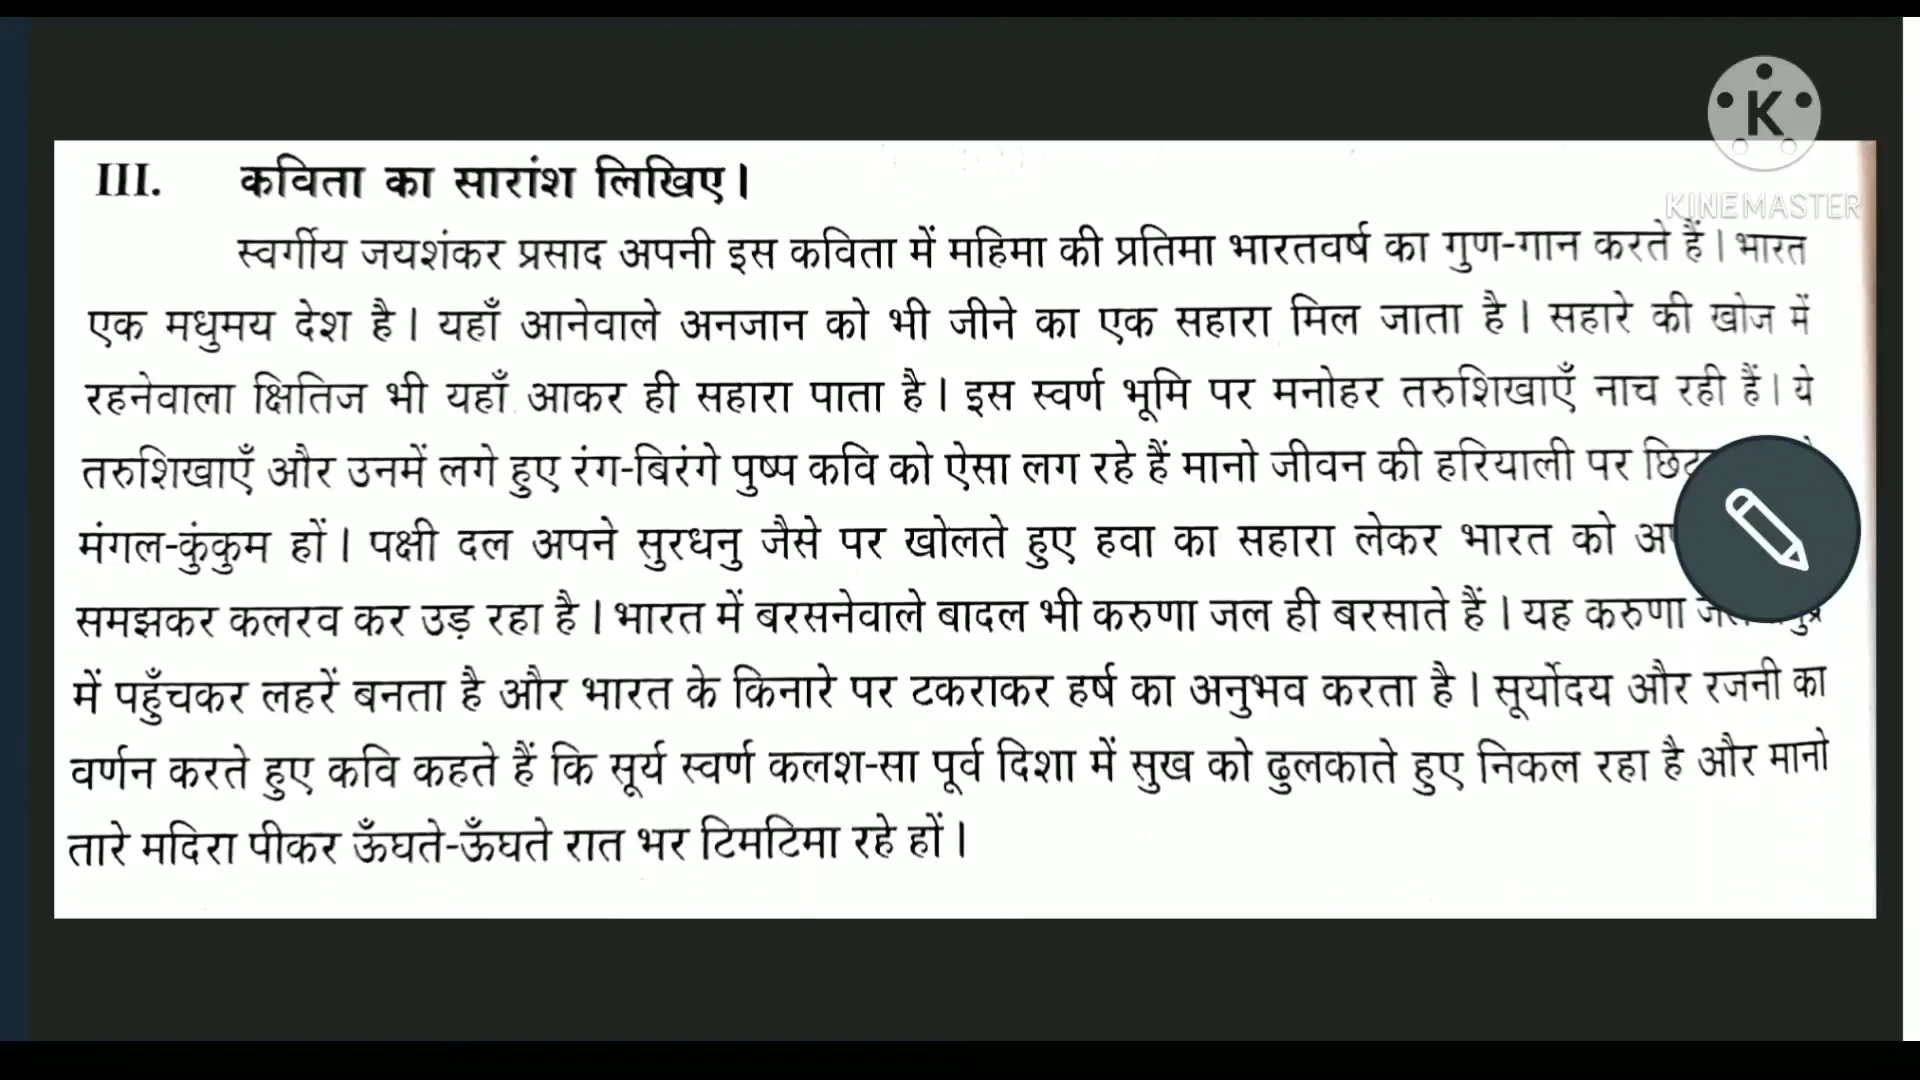 K
KINEMASTER
III. कविता का सारांश लिखिए।
स्वर्गीय जयशंकर प्रसाद अपनी इस कविता में महिमा की प्रतिमा भारतवर्ष का गुण-गान करते हैं। भारत
एक मधुमय देश है। यहाँ आनेवाले अनजान को भी जीने का एक सहारा मिल जाता है। सहारे की खोज में
रहनेवाला क्षितिज भी यहाँ आकर ही सहारा पाता है। इस स्वर्ण भूमि पर मनोहर तरुशिखाएँ नाच रही हैं। ये
तरुशिखाएँ और उनमें लगे हुए रंग-बिरंगे पुष्प कवि को ऐसा लग रहे हैं मानो जीवन की हरियाली पर
मंगल-कुंकुम हों। पक्षी दल अपने सुरधनु जैसे पर खोलते हुए हवा का सहारा लेकर भारत को
समझकर कलरव कर उड़ रहा है। भारत में बरसनेवाले बादल भी करुणा जल ही बरसाते हैं। यह करुणा
में पहुँचकर लहरें बनता है और भारत के किनारे पर टकराकर हर्ष का अनुभव करता है। सूर्योदय और रजनी का
वर्णन करते हुए कवि कहते हैं कि सूर्य स्वर्ण कलश-सा पूर्व दिशा में सुख को ढुलकाते हुए निकल रहा है और मानो
तारे मदिरा पीकर ऊँघते-ऊँघते रात भर टिमटिमा रहे हों।